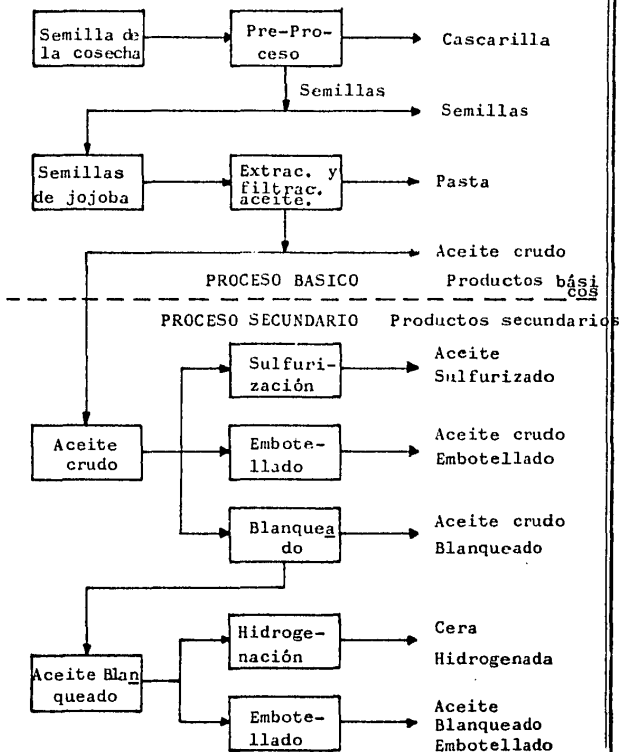 Semilla de
la cosecha
Pre-Pro-
ceso
Cascarilla
Semillas
Semillas
Semillas
de jojoba
Extrac. y
filtrac.
aceite.
Pasta
Aceite crudo
PROCESO BASICO
Productos bási
cos
PROCESO SECUNDARIO
Productos secundarios
Sulfuri-
zación
Aceite
Sulfurizado
Aceite
crudo
Embote-
llado
Aceite crudo
Embotellado
Blanquea
do
Aceite crudo
Blanqueado
Aceite Blan
queado
Hidroge-
nación
Cera
Hidrogenada
Embote-
llado
Aceite
Blanqueado
Embotellado